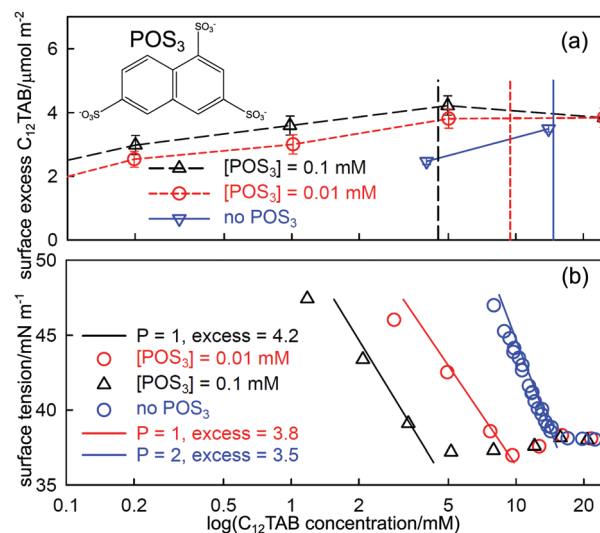 (a)
POS₃
SO₃⁻
⁻O₃S
SO₃⁻
surface excess C₁₂TAB/μmol m⁻²
6
4
2
0
[POS₃] = 0.1 mM
[POS₃] = 0.01 mM
no POS₃
(b)
surface tension/mN m⁻¹
47
41
35
P = 1, excess = 4.2
[POS₃] = 0.01 mM
[POS₃] = 0.1 mM
no POS₃
P = 1, excess = 3.8
P = 2, excess = 3.5
0.1 0.2 0.5 1 2 5 10 20
log(C₁₂TAB concentration/mM)